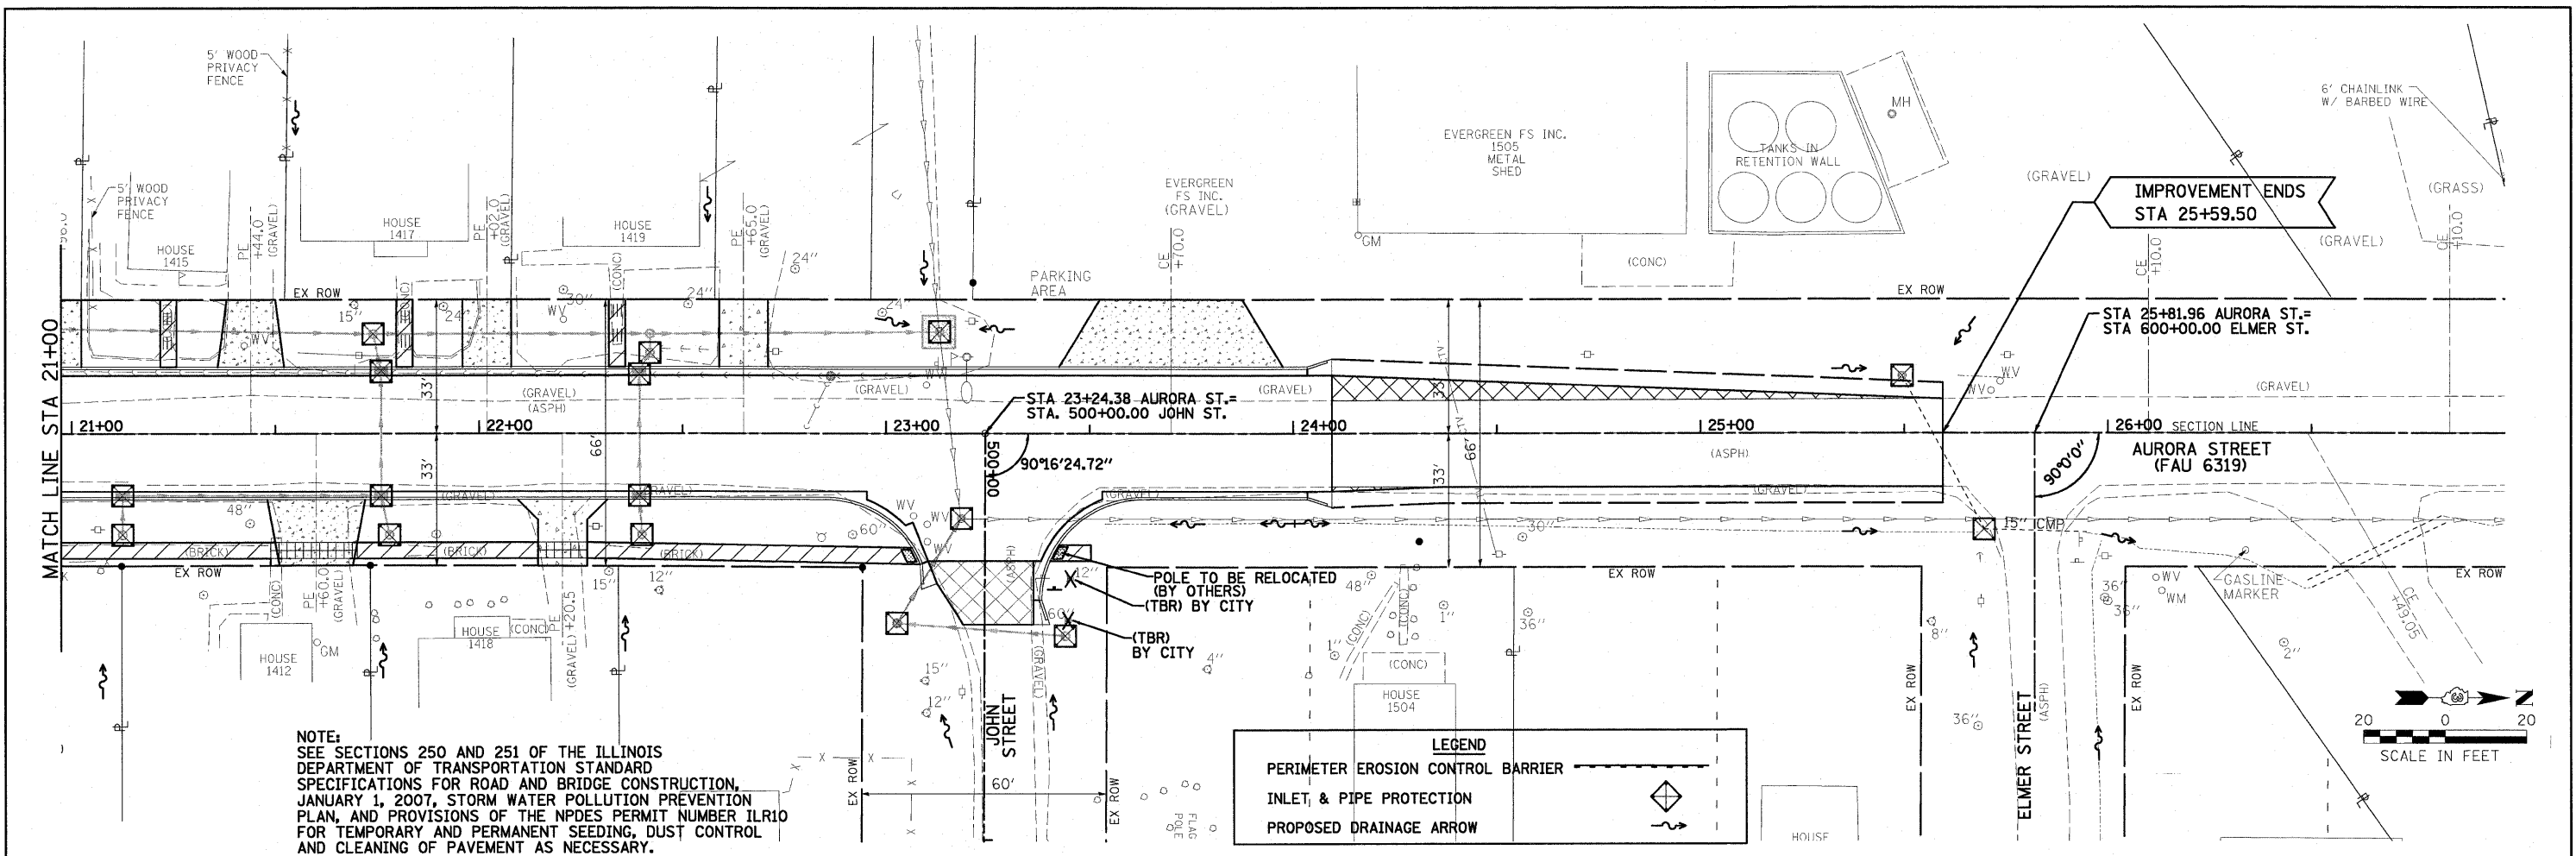 5' WOOD
PRIVACY
FENCE
5' WOOD
PRIVACY
FENCE
HOUSE
1415
PE
+44.0
(GRAVEL)
HOUSE
1417
PE
+02.0
(GRAVEL)
HOUSE
1419
(CONC)
PE
+65.0
(GRAVEL)
24"
EVERGREEN
FS INC.
(GRAVEL)
CE
+70.0
PARKING
AREA
GM
EVERGREEN FS INC.
1505
METAL
SHED
(CONC)
TANKS IN
RETENTION WALL
MH
(GRAVEL)
IMPROVEMENT ENDS
STA 25+59.50
6' CHAINLINK
W/ BARBED WIRE
(GRASS)
(GRAVEL)
CE
+10.0
CE
+10.0
EX ROW
EX ROW
15"
24"
30"
WV
24"
24"
WV
WV
STA 25+81.96 AURORA ST.=
STA 600+00.00 ELMER ST.
WV
WV
MATCH LINE STA 21+00
33'
(GRAVEL)
(ASPH)
(GRAVEL)
(GRAVEL)
33'
(GRAVEL)
STA 23+24.38 AURORA ST.=
STA. 500+00.00 JOHN ST.
21+00
22+00
23+00
24+00
25+00
26+00
SECTION LINE
33'
66'
500+00
90°16'24.72"
33'
66'
(ASPH)
AURORA STREET
(FAU 6319)
90°0'0"
48"
(GRAVEL)
(GRAVEL)
(GRAVEL)
(GRAVEL)
WV
WV
WV
60"
30"
15" CMP
(BRICK)
(BRICK)
(BRICK)
(ASPH)
EX ROW
EX ROW
EX ROW
(CONC)
PE
+60.0
(GRAVEL)
PE
+20.5
(GRAVEL)
15"
12"
12"
60"
POLE TO BE RELOCATED
(BY OTHERS)
(TBR) BY CITY
(TBR)
BY CITY
48"
(CONC)
(CONC)
1"
1"
36"
4"
8"
36"
36"
WV
WM
GASLINE
MARKER
CE
+49.05
2"
HOUSE
1412
GM
HOUSE
1418
(CONC)
15"
12"
(GRAVEL)
JOHN
STREET
(CONC)
HOUSE
1504
EX ROW
36"
ELMER STREET
(ASPH)
EX ROW
N
20 0 20
SCALE IN FEET
NOTE:
SEE SECTIONS 250 AND 251 OF THE ILLINOIS
DEPARTMENT OF TRANSPORTATION STANDARD
SPECIFICATIONS FOR ROAD AND BRIDGE CONSTRUCTION,
JANUARY 1, 2007, STORM WATER POLLUTION PREVENTION
PLAN, AND PROVISIONS OF THE NPDES PERMIT NUMBER ILR10
FOR TEMPORARY AND PERMANENT SEEDING, DUST CONTROL
AND CLEANING OF PAVEMENT AS NECESSARY.
EX ROW
60'
EX ROW
FLAG
POLE
LEGEND
PERIMETER EROSION CONTROL BARRIER
INLET & PIPE PROTECTION
PROPOSED DRAINAGE ARROW
HOUSE